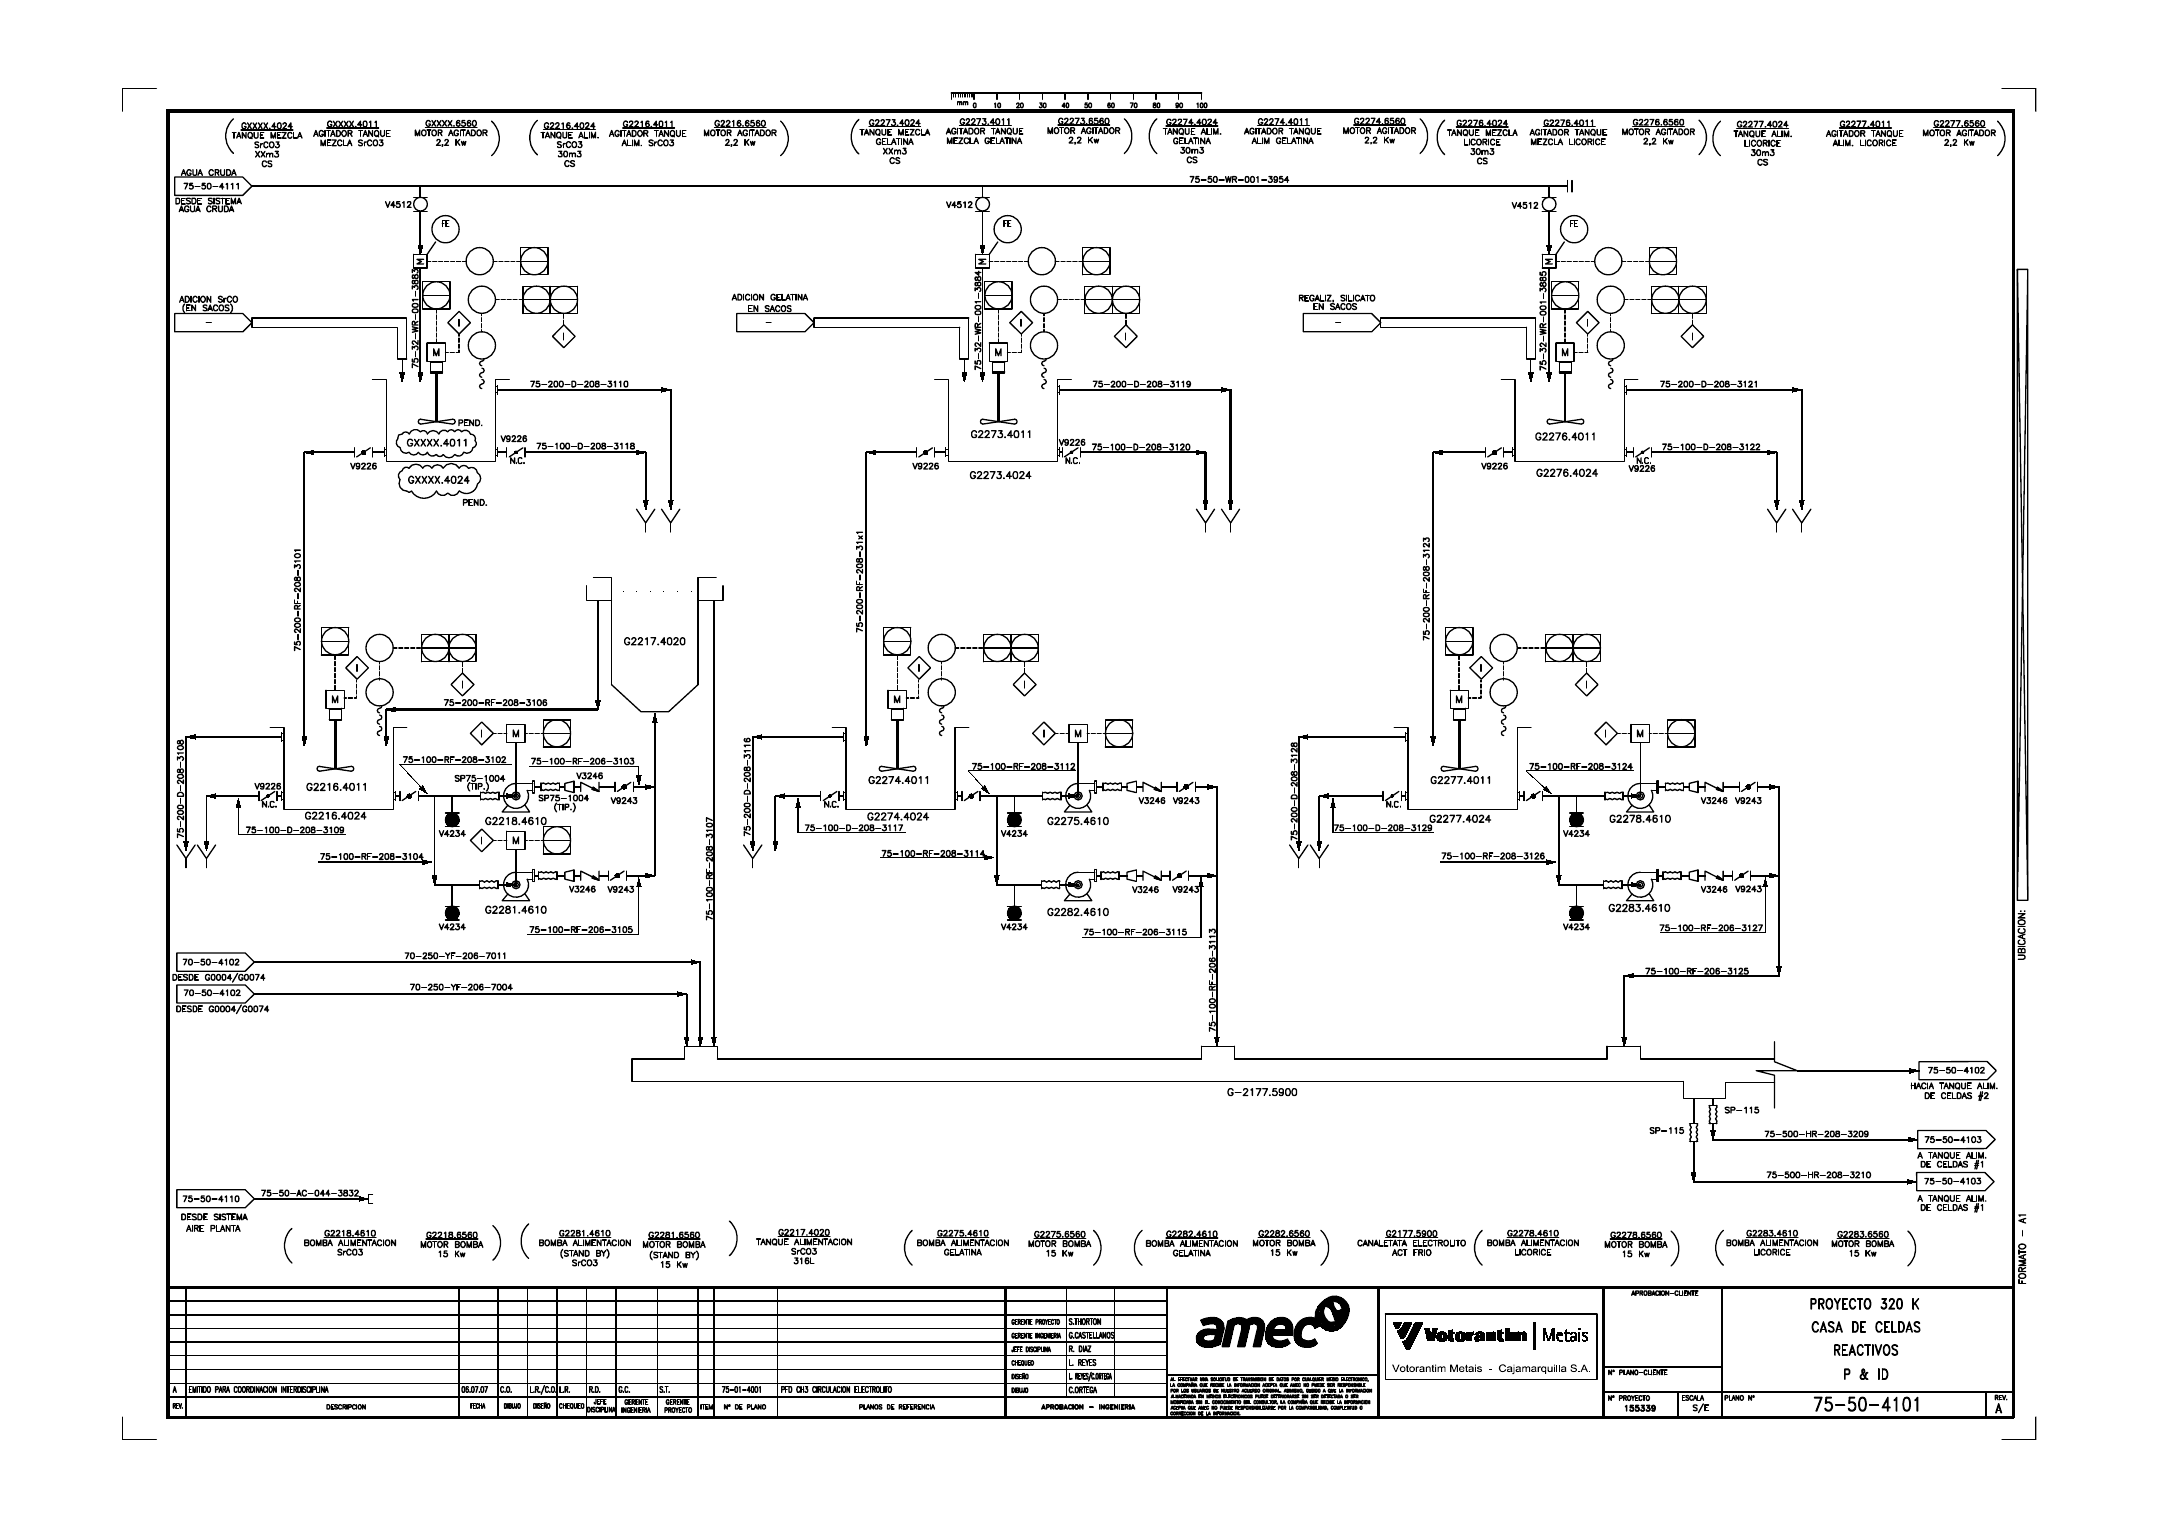 mm 0 10 20 30 40 50 60 70 80 90 100
GXXXX.4024
TANQUE MEZCLA
SrCO3
XXm3
CS
GXXXX.4011
AGITADOR TANQUE
MEZCLA SrCO3
GXXXX.6560
MOTOR AGITADOR
2,2 Kw
G2216.4024
TANQUE ALIM.
SrCO3
30m3
CS
G2216.4011
AGITADOR TANQUE
ALIM. SrCO3
G2216.6560
MOTOR AGITADOR
2,2 Kw
G2273.4024
TANQUE MEZCLA
GELATINA
XXm3
CS
G2273.4011
AGITADOR TANQUE
MEZCLA GELATINA
G2273.6560
MOTOR AGITADOR
2,2 Kw
G2274.4024
TANQUE ALIM.
GELATINA
30m3
CS
G2274.4011
AGITADOR TANQUE
ALIM GELATINA
G2274.6560
MOTOR AGITADOR
2,2 Kw
G2276.4024
TANQUE MEZCLA
LICORICE
30m3
CS
G2276.4011
AGITADOR TANQUE
MEZCLA LICORICE
G2276.6560
MOTOR AGITADOR
2,2 Kw
G2277.4024
TANQUE ALIM.
LICORICE
30m3
CS
G2277.4011
AGITADOR TANQUE
ALIM. LICORICE
G2277.6560
MOTOR AGITADOR
2,2 Kw
AGUA CRUDA
75-50-4111
DESDE SISTEMA
AGUA CRUDA
75-50-WR-001-3954
V4512
V4512
V4512
FE
FE
FE
M
M
M
75-32-WR-001-3883
75-32-WR-001-3884
75-32-WR-001-3885
ADICION SrCO
(EN SACOS)
-
ADICION GELATINA
EN SACOS
-
REGALIZ, SILICATO
EN SACOS
-
I
I
I
I
I
I
M
M
M
75-200-D-208-3110
75-200-D-208-3119
75-200-D-208-3121
PEND.
GXXXX.4011
GXXXX.4024
PEND.
V9226
V9226
N.C.
75-100-D-208-3118
G2273.4011
G2273.4024
V9226
V9226
N.C.
75-100-D-208-3120
G2276.4011
G2276.4024
V9226
N.C.
V9226
75-100-D-208-3122
75-200-RF-208-3101
75-200-RF-208-31x1
75-200-RF-208-3123
G2217.4020
I
I
M
I
I
M
I
I
M
75-200-RF-208-3106
75-200-D-208-3108
V9226
N.C.
G2216.4011
G2216.4024
75-100-D-208-3109
75-100-RF-208-3102
I
M
SP75-1004
(TIP.)
SP75-1004
(TIP.)
75-100-RF-206-3103
V3246
V9243
G2218.4610
V4234
I
M
75-100-RF-208-3104
V3246
V9243
G2281.4610
V4234
75-100-RF-206-3105
75-100-RF-208-3107
75-200-D-208-3116
N.C.
G2274.4011
G2274.4024
75-100-D-208-3117
75-100-RF-208-3112
I
M
V3246
V9243
G2275.4610
V4234
75-100-RF-208-3114
V3246
V9243
G2282.4610
V4234
75-100-RF-206-3115
75-100-RF-206-3113
75-200-D-208-3128
N.C.
G2277.4011
G2277.4024
75-100-D-208-3129
75-100-RF-208-3124
I
M
V3246
V9243
G2278.4610
V4234
75-100-RF-208-3126
V3246
V9243
G2283.4610
V4234
75-100-RF-206-3127
75-100-RF-206-3125
70-50-4102
DESDE G0004/G0074
70-250-YF-206-7011
70-50-4102
DESDE G0004/G0074
70-250-YF-206-7004
G-2177.5900
75-50-4102
HACIA TANQUE ALIM.
DE CELDAS #2
SP-115
SP-115
75-500-HR-208-3209
75-50-4103
A TANQUE ALIM.
DE CELDAS #1
75-500-HR-208-3210
75-50-4103
A TANQUE ALIM.
DE CELDAS #1
75-50-4110
75-50-AC-044-3832
DESDE SISTEMA
AIRE PLANTA
G2218.4610
BOMBA ALIMENTACION
SrCO3
G2218.6560
MOTOR BOMBA
15 Kw
G2281.4610
BOMBA ALIMENTACION
(STAND BY)
SrCO3
G2281.6560
MOTOR BOMBA
(STAND BY)
15 Kw
G2217.4020
TANQUE ALIMENTACION
SrCO3
316L
G2275.4610
BOMBA ALIMENTACION
GELATINA
G2275.6560
MOTOR BOMBA
15 Kw
G2282.4610
BOMBA ALIMENTACION
GELATINA
G2282.6560
MOTOR BOMBA
15 Kw
G2177.5900
CANALETATA ELECTROLITO
ACT FRIO
G2278.4610
BOMBA ALIMENTACION
LICORICE
G2278.6560
MOTOR BOMBA
15 Kw
G2283.4610
BOMBA ALIMENTACION
LICORICE
G2283.6560
MOTOR BOMBA
15 Kw
UBICACION:
FORMATO - A1
A EMITIDO PARA COORDINACION INTERDISCIPLINA 06.07.07 C.O. L.R./C.O. L.R. R.D. G.C. S.T. 75-01-4001 PFD CH3 CIRCULACION ELECTROLITO
REV. DESCRIPCION FECHA DIBUJO DISEÑO CHEQUEO JEFE DISCIPLINA GERENTE INGENIERIA GERENTE PROYECTO ITEM N° DE PLANO PLANOS DE REFERENCIA
GERENTE PROYECTO S.THORTON
GERENTE INGENIERIA G.CASTELLANOS
JEFE DISCIPLINA R. DIAZ
CHEQUEO L. REYES
DISEÑO L. REYES/C.ORTEGA
DIBUJO C.ORTEGA
APROBACION - INGENIERIA
amec
Votorantim | Metais
Votorantim Metais - Cajamarquilla S.A.
APROBACION-CLIENTE
N° PLANO-CLIENTE
N° PROYECTO
155339
ESCALA
S/E
PROYECTO 320 K
CASA DE CELDAS
REACTIVOS
P & ID
PLANO N°
75-50-4101
REV.
A